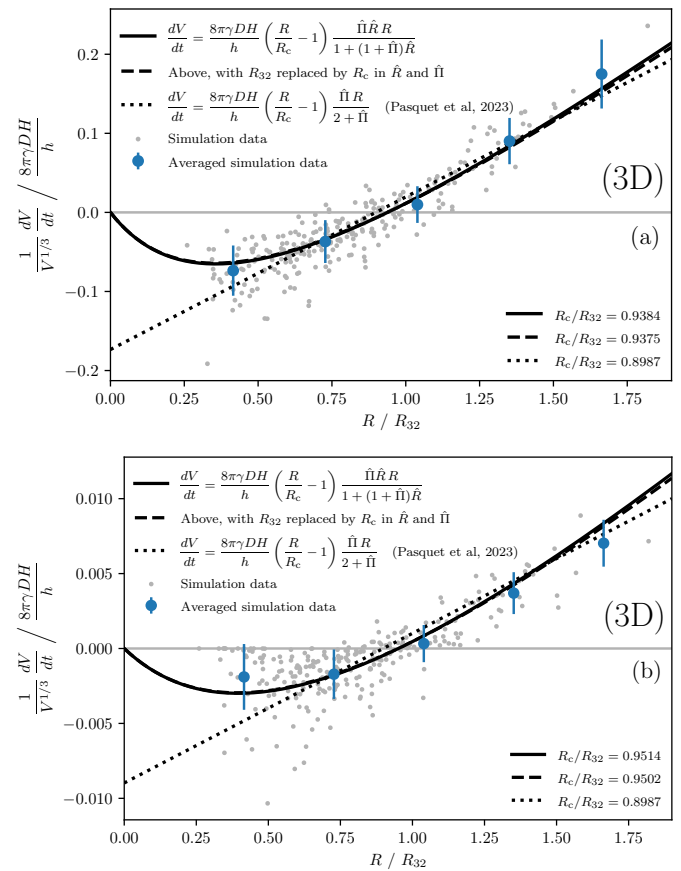 dV/dt = 8πγDH/h (R/R_c − 1) Π̂R̂ R/1 + (1 + Π̂)R̂
Above, with R_32 replaced by R_c in R̂ and Π̂
dV/dt = 8πγDH/h (R/R_c − 1) Π̂ R/2 + Π̂ (Pasquet et al, 2023)
Simulation data
Averaged simulation data
(3D)
(a)
R_c/R_32 = 0.9384
R_c/R_32 = 0.9375
R_c/R_32 = 0.8987
0.2
0.1
0.0
−0.1
−0.2
1/V^1/3 dV/dt / 8πγDH/h
0.00 0.25 0.50 0.75 1.00 1.25 1.50 1.75
R / R_32
dV/dt = 8πγDH/h (R/R_c − 1) Π̂R̂ R/1 + (1 + Π̂)R̂
Above, with R_32 replaced by R_c in R̂ and Π̂
dV/dt = 8πγDH/h (R/R_c − 1) Π̂ R/2 + Π̂ (Pasquet et al, 2023)
Simulation data
Averaged simulation data
(3D)
(b)
R_c/R_32 = 0.9514
R_c/R_32 = 0.9502
R_c/R_32 = 0.8987
0.010
0.005
0.000
−0.005
−0.010
1/V^1/3 dV/dt / 8πγDH/h
0.00 0.25 0.50 0.75 1.00 1.25 1.50 1.75
R / R_32